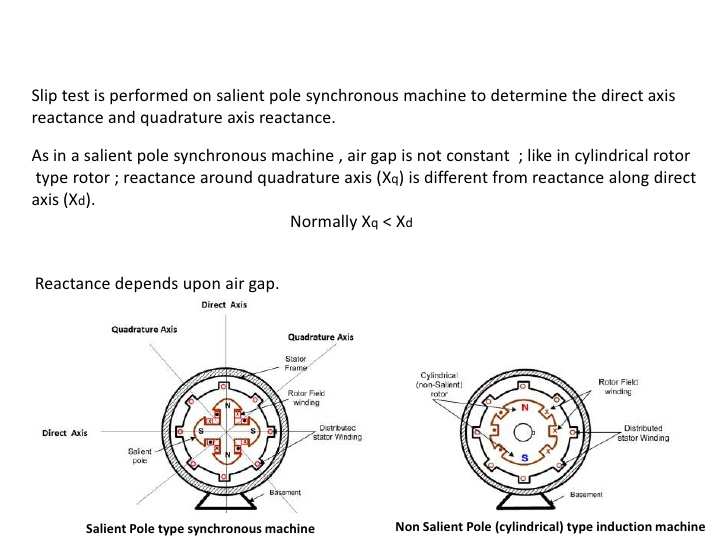 Slip test is performed on salient pole synchronous machine to determine the direct axis
reactance and quadrature axis reactance.
As in a salient pole synchronous machine , air gap is not constant ; like in cylindrical rotor
type rotor ; reactance around quadrature axis (Xq) is different from reactance along direct
axis (Xd).
Normally Xq < Xd
Reactance depends upon air gap.
Direct Axis
Quadrature Axis
Quadrature Axis
Stator
Frame
Rotor Field
winding
Distributed
stator Winding
Direct Axis
Salient
pole
Basement
N
S
S
N
Salient Pole type synchronous machine
Cylindrical
(non-Salient)
rotor
Rotor Field
winding
Distributed
stator Winding
N
S
Basement
Non Salient Pole (cylindrical) type induction machine